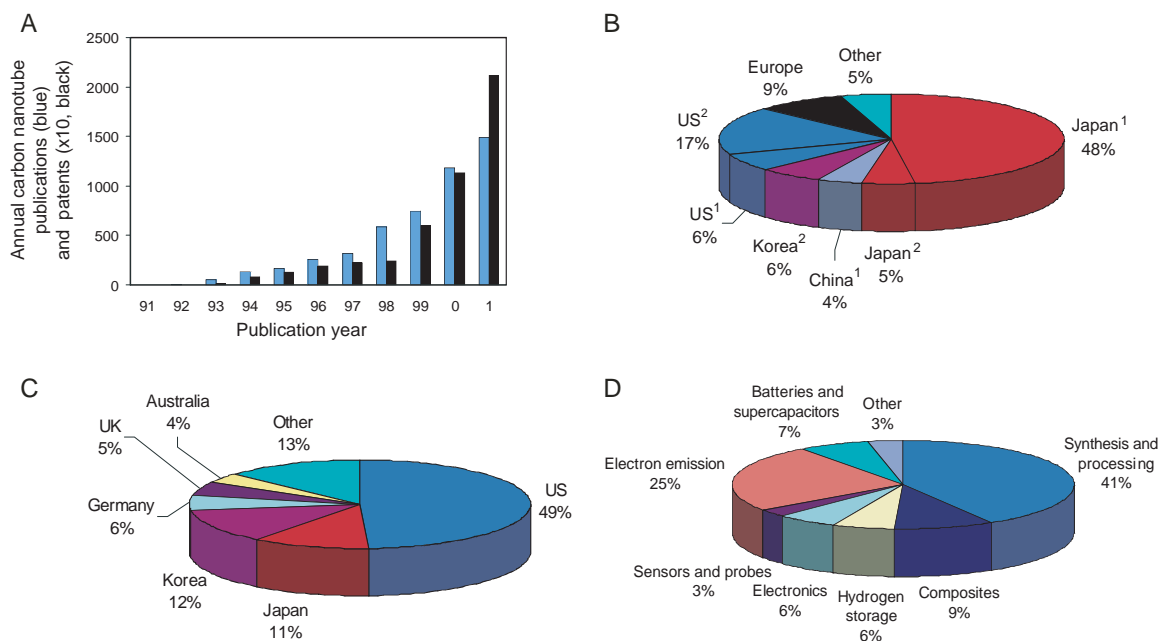 A
Annual carbon nanotube
publications (blue)
and patents (x10, black)
2500
2000
1500
1000
500
0
91 92 93 94 95 96 97 98 99 0 1
Publication year
B
Europe
9%
Other
5%
US²
17%
Japan¹
48%
US¹
6%
Korea²
6%
China¹
4%
Japan²
5%
C
Australia
4%
UK
5%
Other
13%
Germany
6%
US
49%
Korea
12%
Japan
11%
D
Batteries and
supercapacitors
7%
Other
3%
Synthesis and
processing
41%
Electron emission
25%
Sensors and probes
3%
Electronics
6%
Hydrogen
storage
6%
Composites
9%